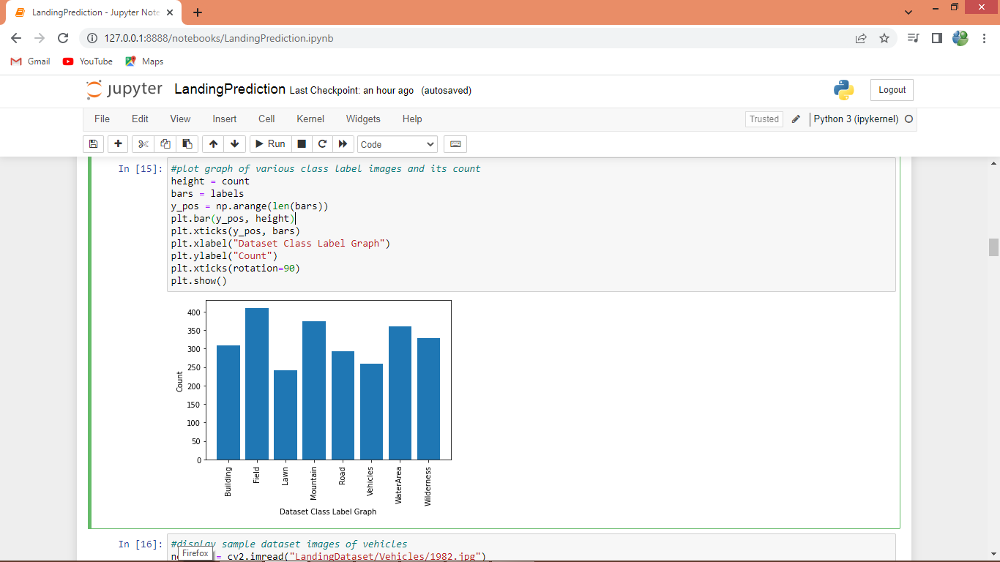 LandingPrediction - Jupyter Note
127.0.0.1:8888/notebooks/LandingPrediction.ipynb
Gmail YouTube Maps
jupyter LandingPrediction Last Checkpoint: an hour ago (autosaved) Logout
File Edit View Insert Cell Kernel Widgets Help Trusted Python 3 (ipykernel)
Run Code
In [15]: #plot graph of various class label images and its count
height = count
bars = labels
y_pos = np.arange(len(bars))
plt.bar(y_pos, height)
plt.xticks(y_pos, bars)
plt.xlabel("Dataset Class Label Graph")
plt.ylabel("Count")
plt.xticks(rotation=90)
plt.show()
400
350
300
250
200
150
100
50
0
Count
Building Field Lawn Mountain Road Vehicles WaterArea Wilderness
Dataset Class Label Graph
In [16]: #display sample dataset images of vehicles
= cv2.imread("LandingDataset/Vehicles/1982.jpg")
Firefox